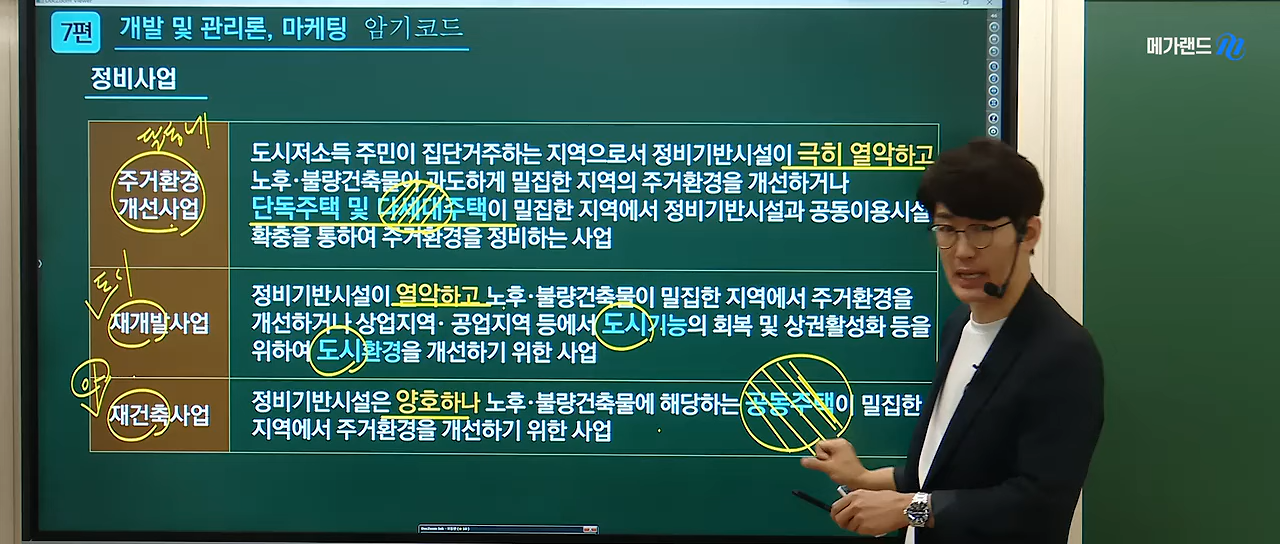 7편 개발 및 관리론, 마케팅 암기코드
메가랜드
정비사업
달동네
주거환경
개선사업
도시저소득 주민이 집단거주하는 지역으로서 정비기반시설이 극히 열악하고
노후·불량건축물이 과도하게 밀집한 지역의 주거환경을 개선하거나
단독주택 및 다세대주택이 밀집한 지역에서 정비기반시설과 공동이용시설
확충을 통하여 주거환경을 정비하는 사업
도시
재개발사업
정비기반시설이 열악하고 노후·불량건축물이 밀집한 지역에서 주거환경을
개선하거나 상업지역· 공업지역 등에서 도시기능의 회복 및 상권활성화 등을
위하여 도시환경을 개선하기 위한 사업
양
재건축사업
정비기반시설은 양호하나 노후·불량건축물에 해당하는 공동주택이 밀집한
지역에서 주거환경을 개선하기 위한 사업